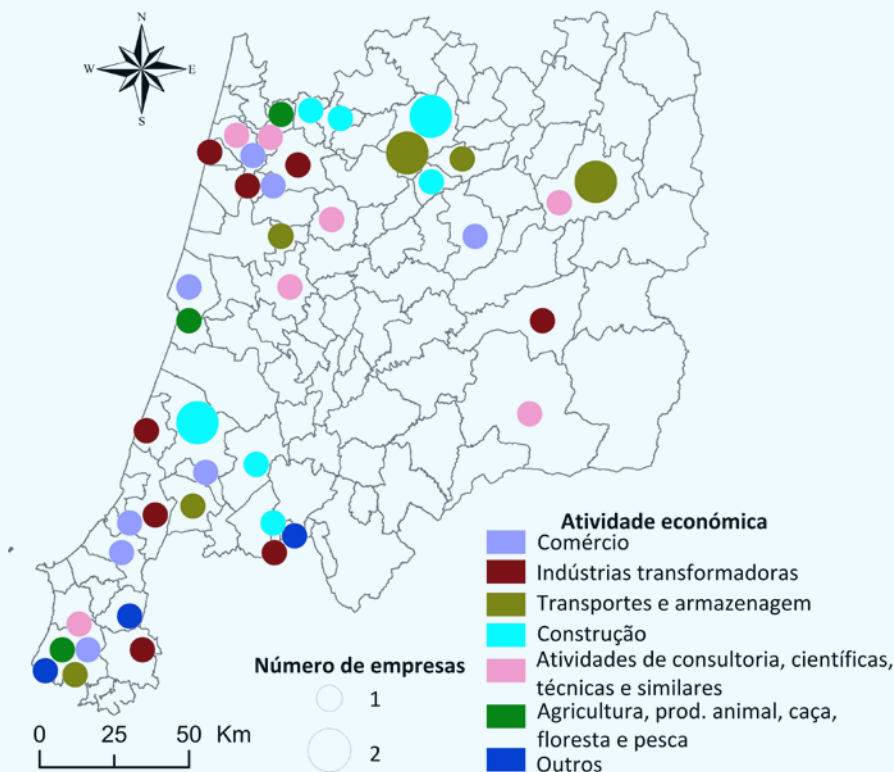 N
W E
S
Atividade económica
Comércio
Indústrias transformadoras
Transportes e armazenagem
Construção
Atividades de consultoria, científicas,
técnicas e similares
Agricultura, prod. animal, caça,
floresta e pesca
Outros
Número de empresas
1
2
0 25 50 Km